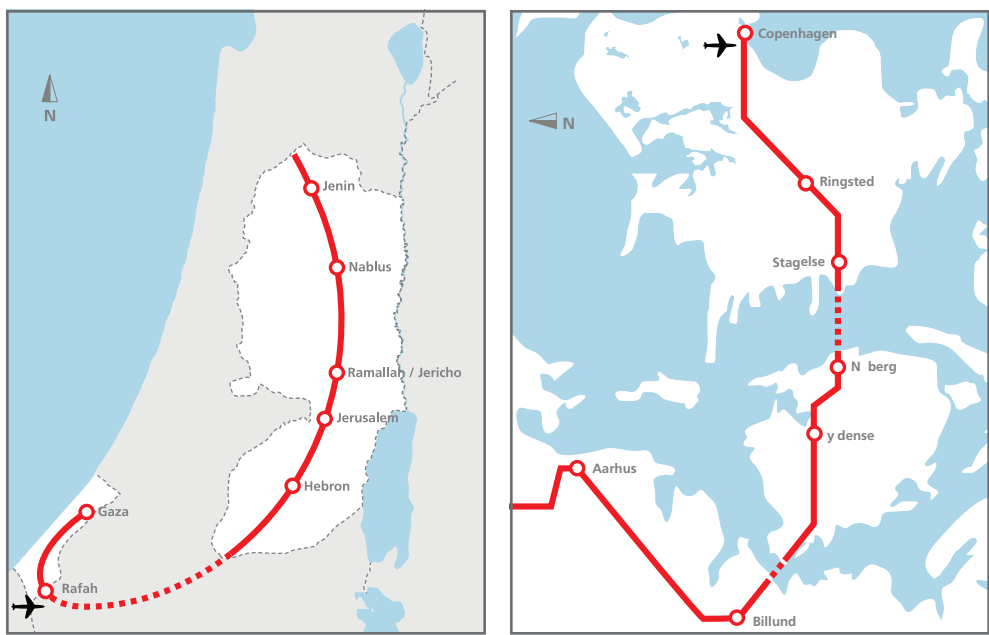 N
Jenin
Nablus
Ramallah / Jericho
Jerusalem
Hebron
Gaza
Rafah
Copenhagen
N
Ringsted
Stagelse
N berg
y dense
Aarhus
Billund